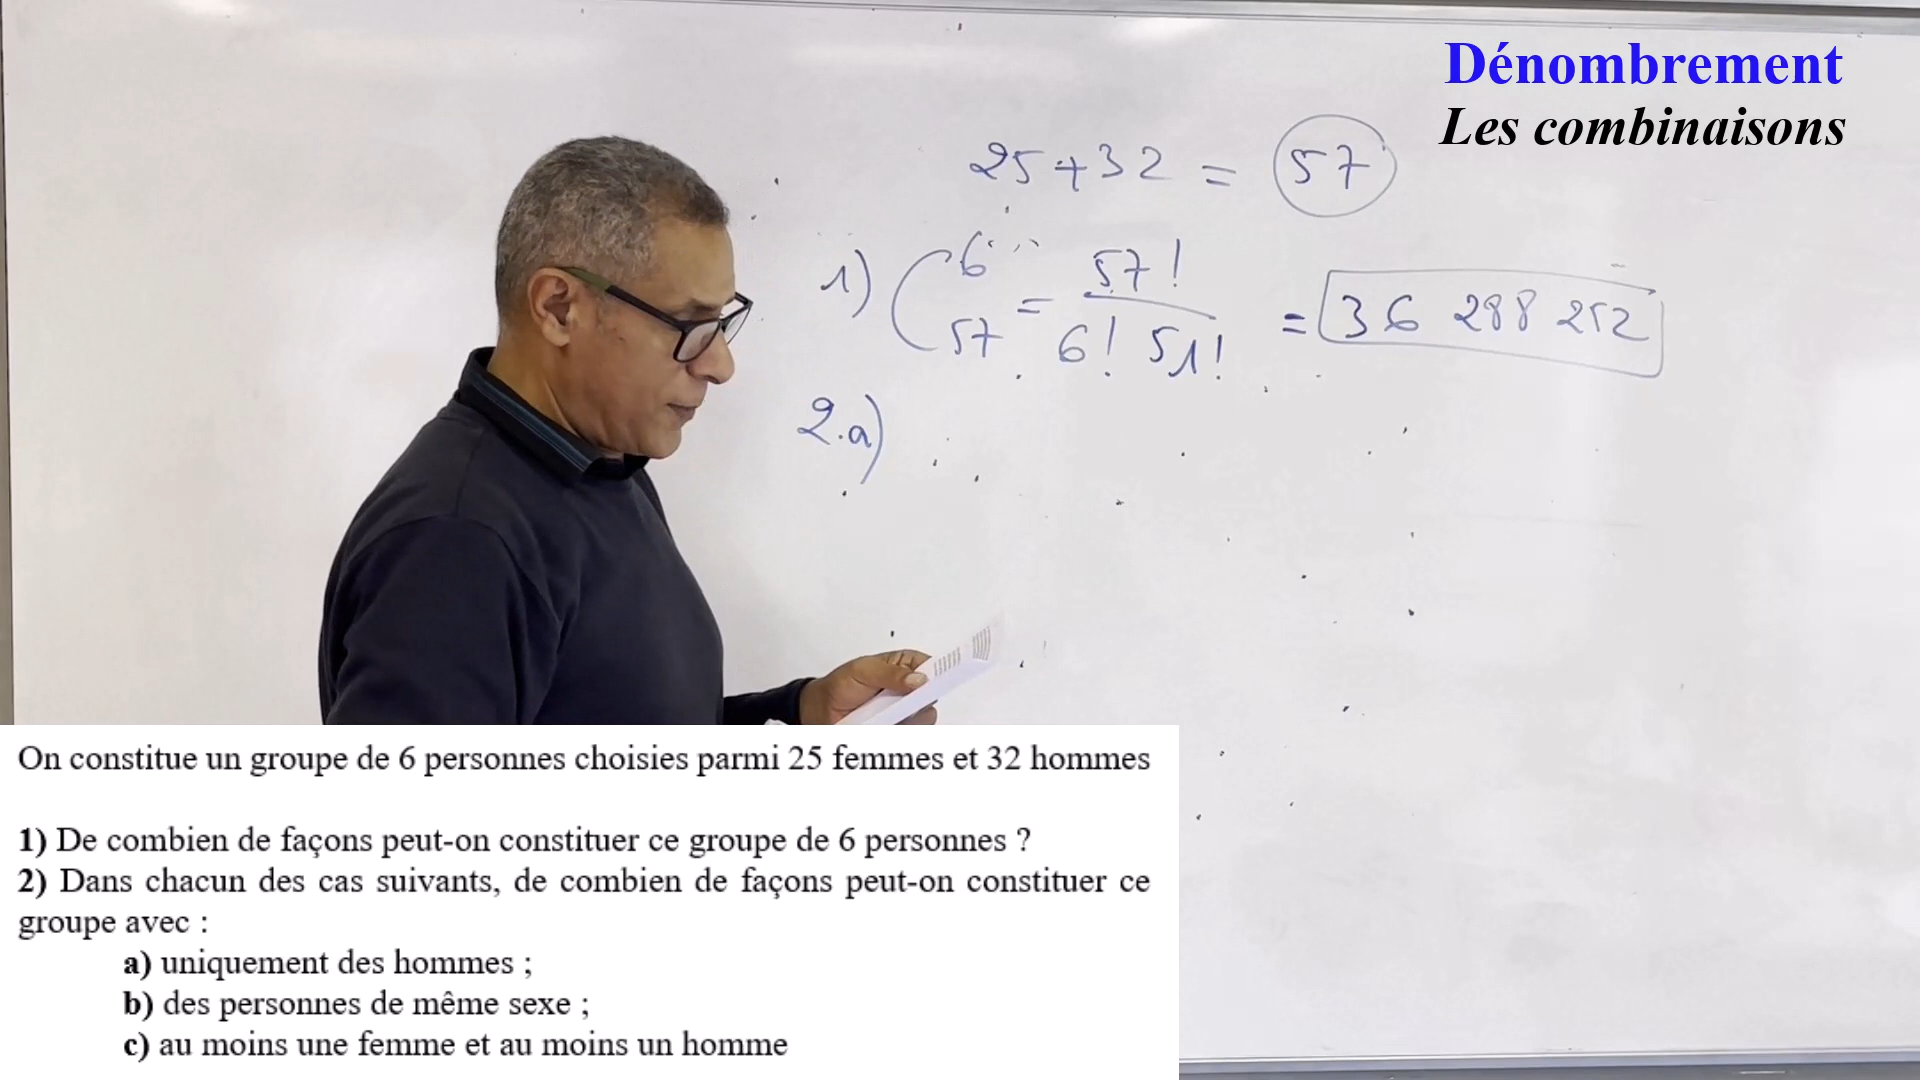 Dénombrement
Les combinaisons
25+32 = 57
1) C 6 57 = 57! / 6! 51! = 36 288 252
2.a)
On constitue un groupe de 6 personnes choisies parmi 25 femmes et 32 hommes
1) De combien de façons peut-on constituer ce groupe de 6 personnes ?
2) Dans chacun des cas suivants, de combien de façons peut-on constituer ce
groupe avec :
a) uniquement des hommes ;
b) des personnes de même sexe ;
c) au moins une femme et au moins un homme